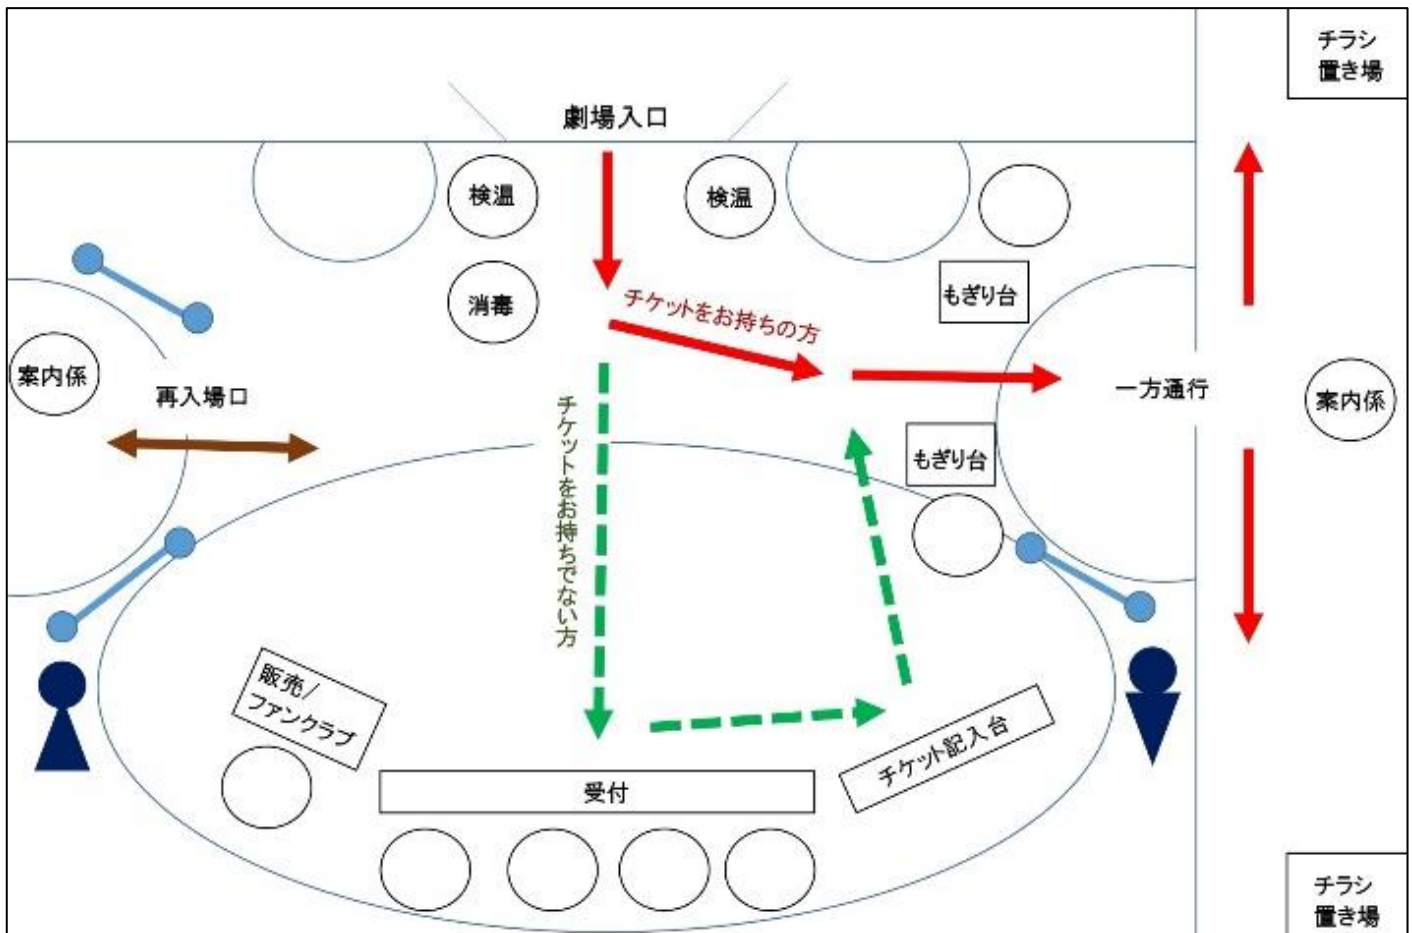 チラシ
置き場
劇場入口
検温
検温
消毒
チケットをお持ちの方
もぎり台
案内係
再入場口
一方通行
案内係
チケットをお持ちでない方
もぎり台
販売/
ファンクラブ
チケット記入台
受付
チラシ
置き場